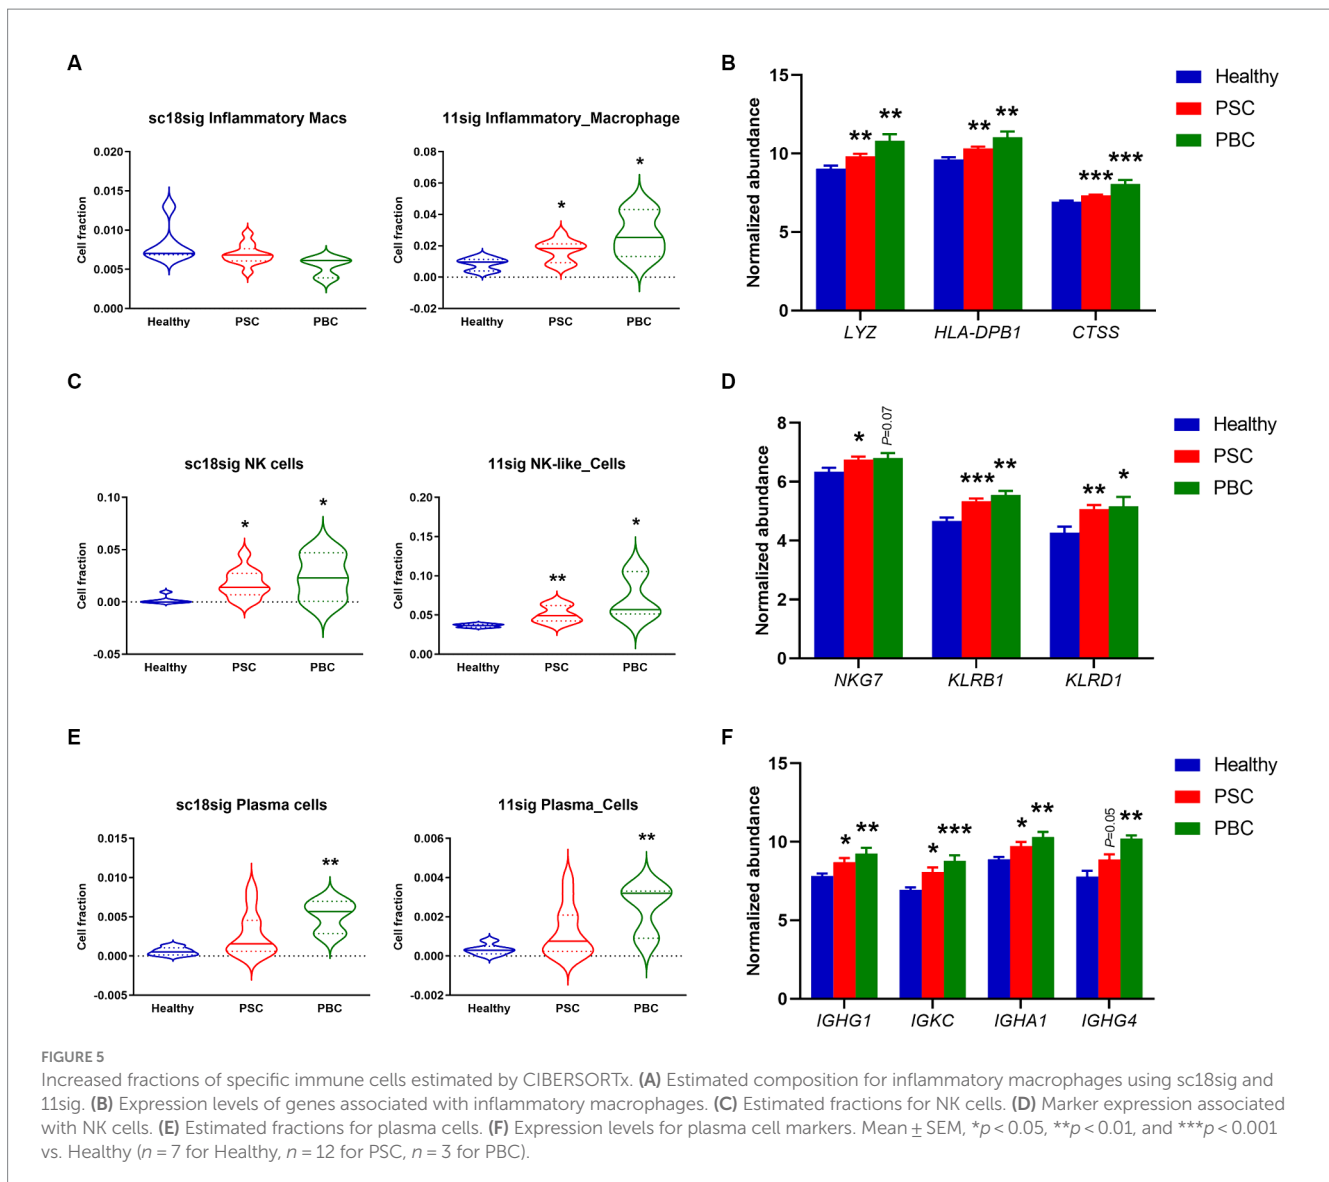 A
sc18sig Inflammatory Macs
Cell fraction
0.020
0.015
0.010
0.005
0.000
Healthy PSC PBC
11sig Inflammatory_Macrophage
Cell fraction
0.08
0.06
0.04
0.02
0.00
-0.02
*
*
Healthy PSC PBC
B
Normalized abundance
15
10
5
0
** **
** **
*** ***
LYZ HLA-DPB1 CTSS
Healthy
PSC
PBC
C
sc18sig NK cells
Cell fraction
0.10
0.05
0.00
-0.05
*
*
Healthy PSC PBC
11sig NK-like_Cells
Cell fraction
0.20
0.15
0.10
0.05
0.00
**
*
Healthy PSC PBC
D
Normalized abundance
8
6
4
2
0
* P=0.07
*** **
** *
NKG7 KLRB1 KLRD1
Healthy
PSC
PBC
E
sc18sig Plasma cells
Cell fraction
0.015
0.010
0.005
0.000
-0.005
**
Healthy PSC PBC
11sig Plasma_Cells
Cell fraction
0.006
0.004
0.002
0.000
-0.002
**
Healthy PSC PBC
F
Normalized abundance
15
10
5
0
* **
* ***
* **
P=0.05 **
IGHG1 IGKC IGHA1 IGHG4
Healthy
PSC
PBC
FIGURE 5
Increased fractions of specific immune cells estimated by CIBERSORTx. (A) Estimated composition for inflammatory macrophages using sc18sig and
11sig. (B) Expression levels of genes associated with inflammatory macrophages. (C) Estimated fractions for NK cells. (D) Marker expression associated
with NK cells. (E) Estimated fractions for plasma cells. (F) Expression levels for plasma cell markers. Mean ± SEM, *p < 0.05, **p < 0.01, and ***p < 0.001
vs. Healthy (n = 7 for Healthy, n = 12 for PSC, n = 3 for PBC).